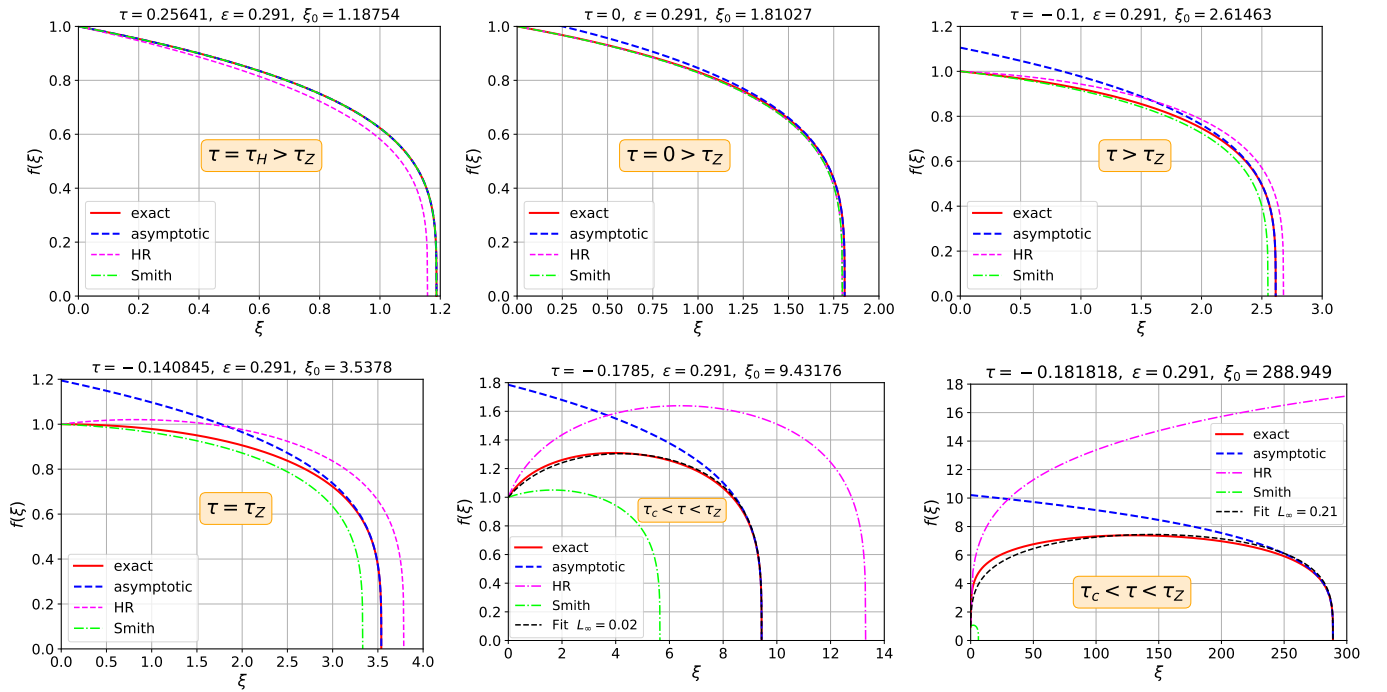 τ = 0.25641, ε = 0.291, ξ₀ = 1.18754
f(ξ)
1.0
0.8
0.6
0.4
0.2
0.0
τ = τ_H > τ_Z
exact
asymptotic
HR
Smith
0.0 0.2 0.4 0.6 0.8 1.0 1.2
ξ
τ = 0, ε = 0.291, ξ₀ = 1.81027
f(ξ)
1.0
0.8
0.6
0.4
0.2
0.0
τ = 0 > τ_Z
exact
asymptotic
HR
Smith
0.00 0.25 0.50 0.75 1.00 1.25 1.50 1.75 2.00
ξ
τ = −0.1, ε = 0.291, ξ₀ = 2.61463
f(ξ)
1.2
1.0
0.8
0.6
0.4
0.2
0.0
τ > τ_Z
exact
asymptotic
HR
Smith
0.0 0.5 1.0 1.5 2.0 2.5 3.0
ξ
τ = −0.140845, ε = 0.291, ξ₀ = 3.5378
f(ξ)
1.2
1.0
0.8
0.6
0.4
0.2
0.0
τ = τ_Z
exact
asymptotic
HR
Smith
0.0 0.5 1.0 1.5 2.0 2.5 3.0 3.5 4.0
ξ
τ = −0.1785, ε = 0.291, ξ₀ = 9.43176
f(ξ)
1.8
1.6
1.4
1.2
1.0
0.8
0.6
0.4
0.2
0.0
τ_c < τ < τ_Z
exact
asymptotic
HR
Smith
Fit L_∞ = 0.02
0 2 4 6 8 10 12 14
ξ
τ = −0.181818, ε = 0.291, ξ₀ = 288.949
f(ξ)
18
16
14
12
10
8
6
4
2
0
exact
asymptotic
HR
Smith
Fit L_∞ = 0.21
τ_c < τ < τ_Z
0 50 100 150 200 250 300
ξ